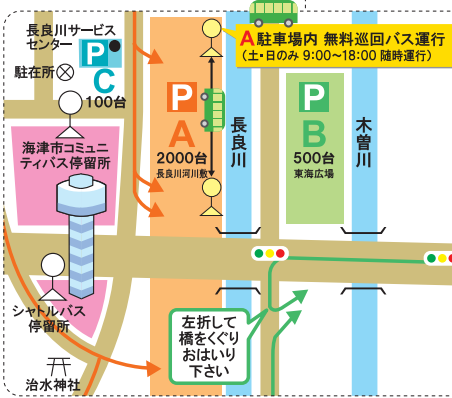 長良川サービス
センター
P
C
100台
駐在所
A駐車場内 無料巡回バス運行
(土・日のみ 9:00〜18:00 随時運行)
P
A
2000台
長良川河川敷
長良川
P
B
500台
東海広場
木曽川
海津市コミュニ
ティバス停留所
シャトルバス
停留所
左折して
橋をくぐり
おはいり
下さい
治水神社